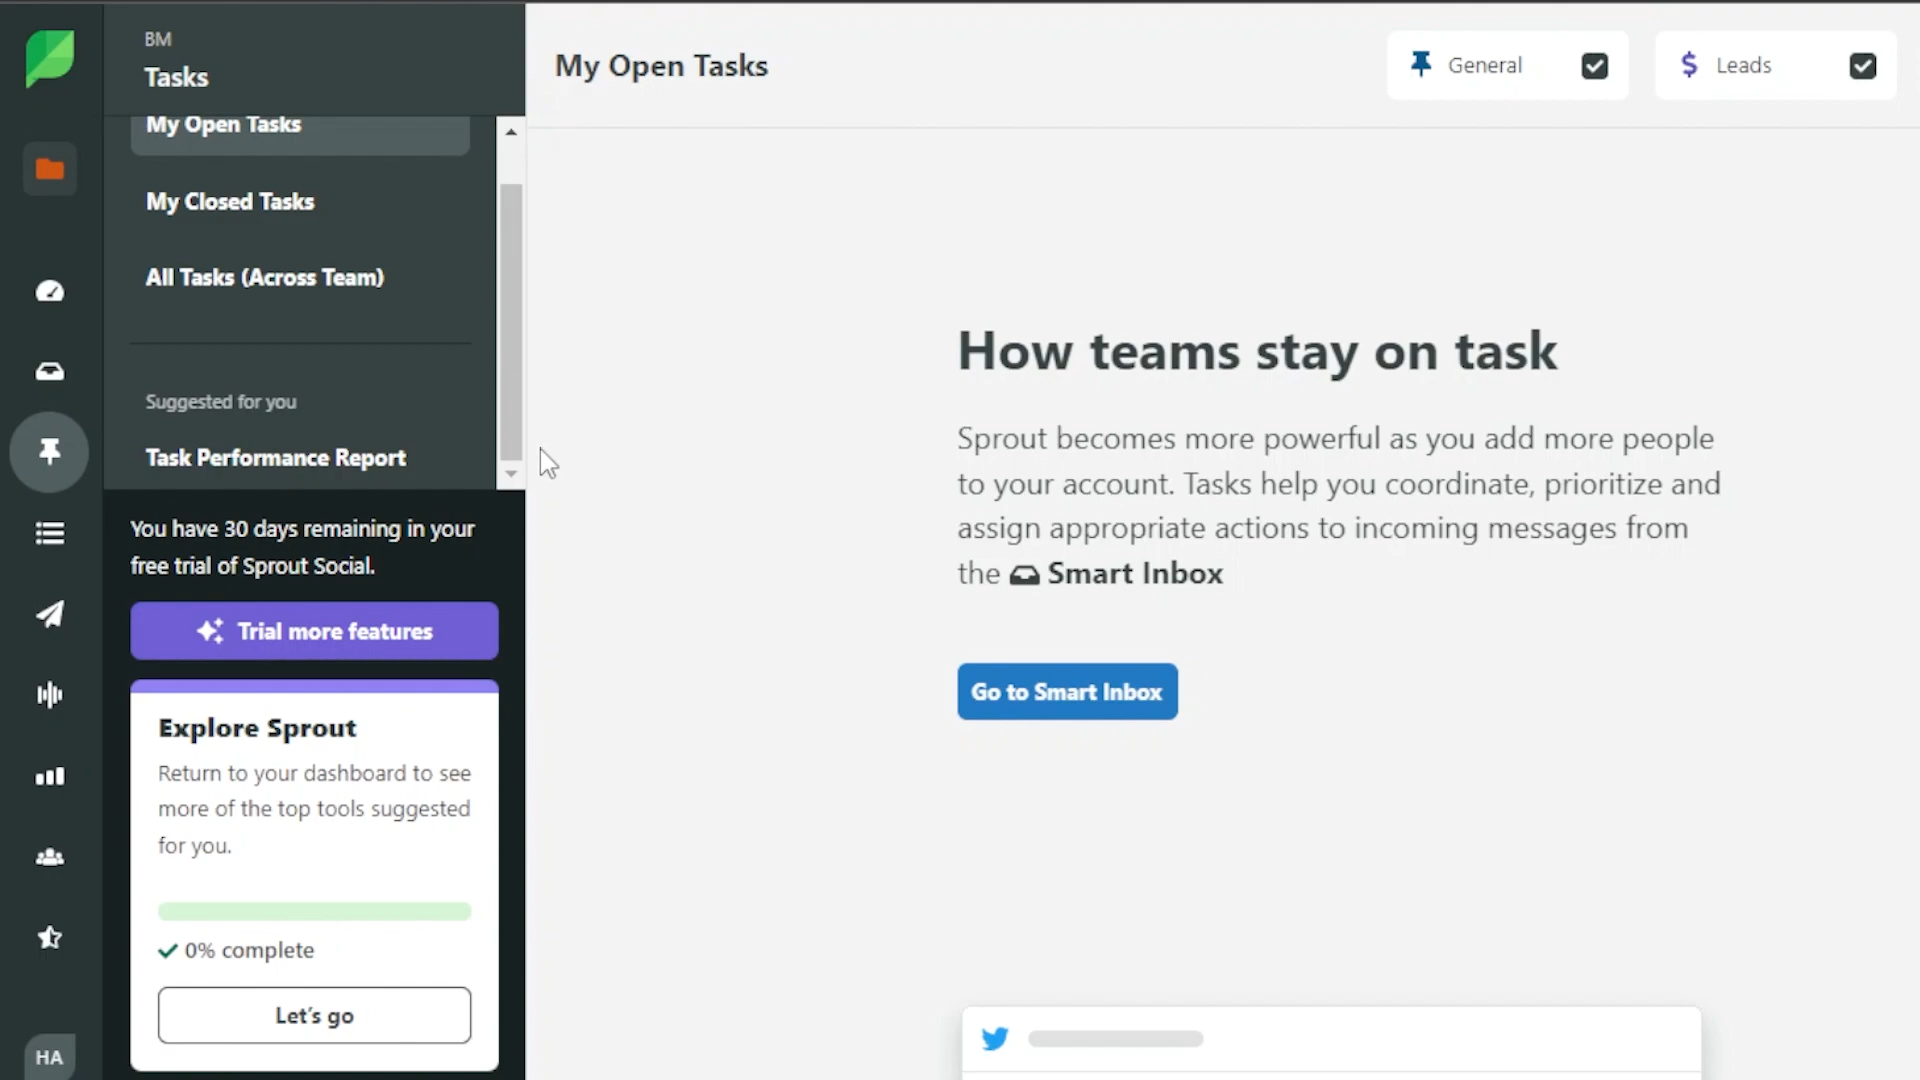 BM
Tasks
My Open Tasks
My Closed Tasks
All Tasks (Across Team)
Suggested for you
Task Performance Report
You have 30 days remaining in your
free trial of Sprout Social.
Trial more features
Explore Sprout
Return to your dashboard to see
more of the top tools suggested
for you.
0% complete
Let's go
HA
My Open Tasks
General
$ Leads
How teams stay on task
Sprout becomes more powerful as you add more people
to your account. Tasks help you coordinate, prioritize and
assign appropriate actions to incoming messages from
the Smart Inbox
Go to Smart Inbox